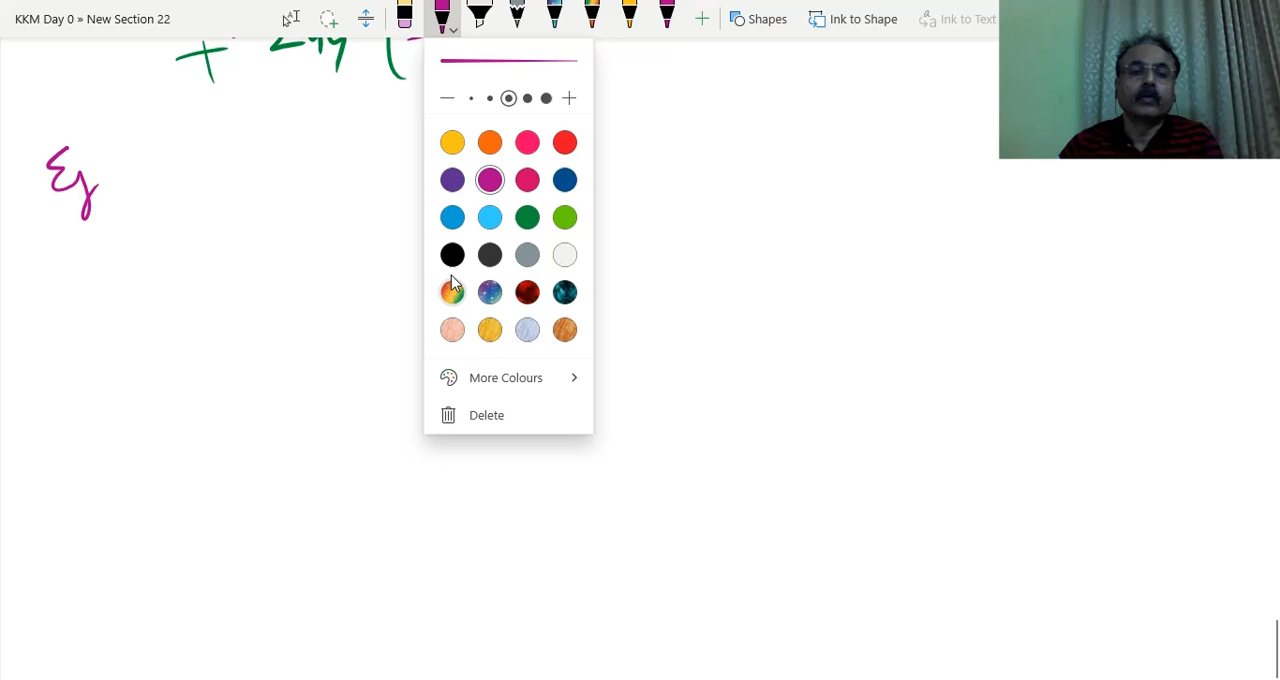 KKM Day 0 » New Section 22
Shapes
Ink to Shape
Ink to Text
Eg
More Colours
Delete